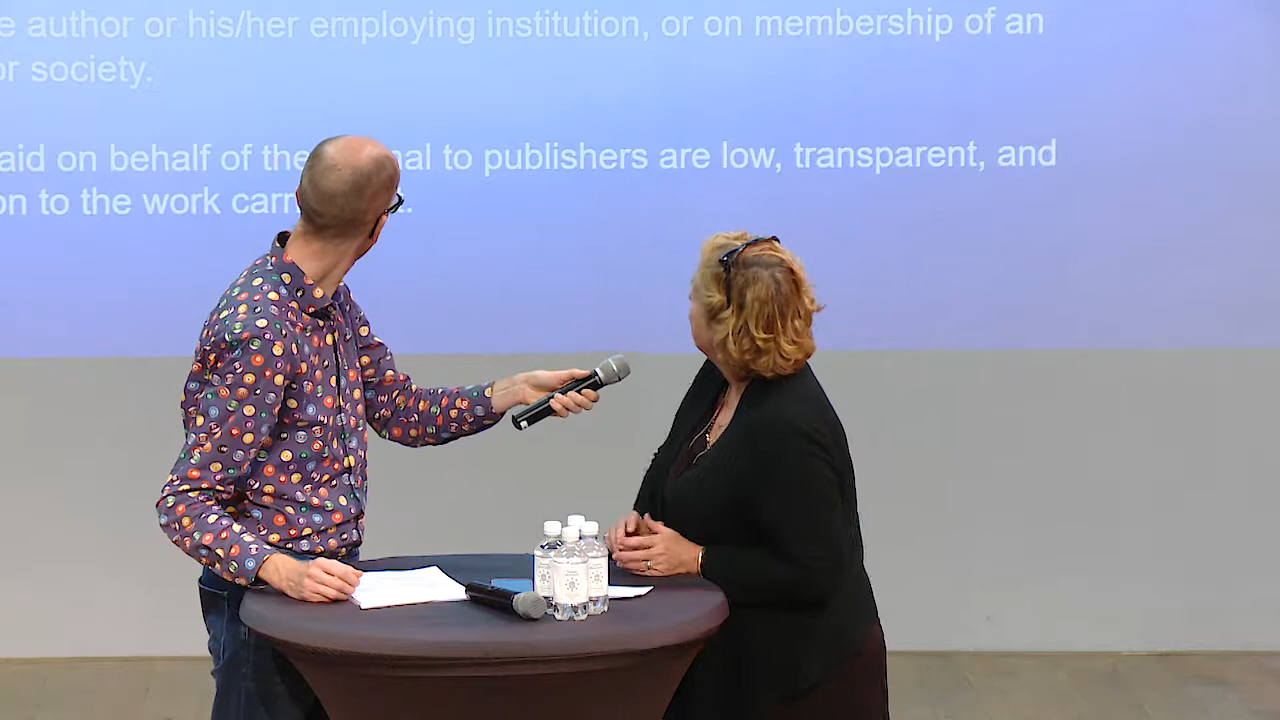 e author or his/her employing institution, or on membership of an
or society.
aid on behalf of the nal to publishers are low, transparent, and
on to the work carr